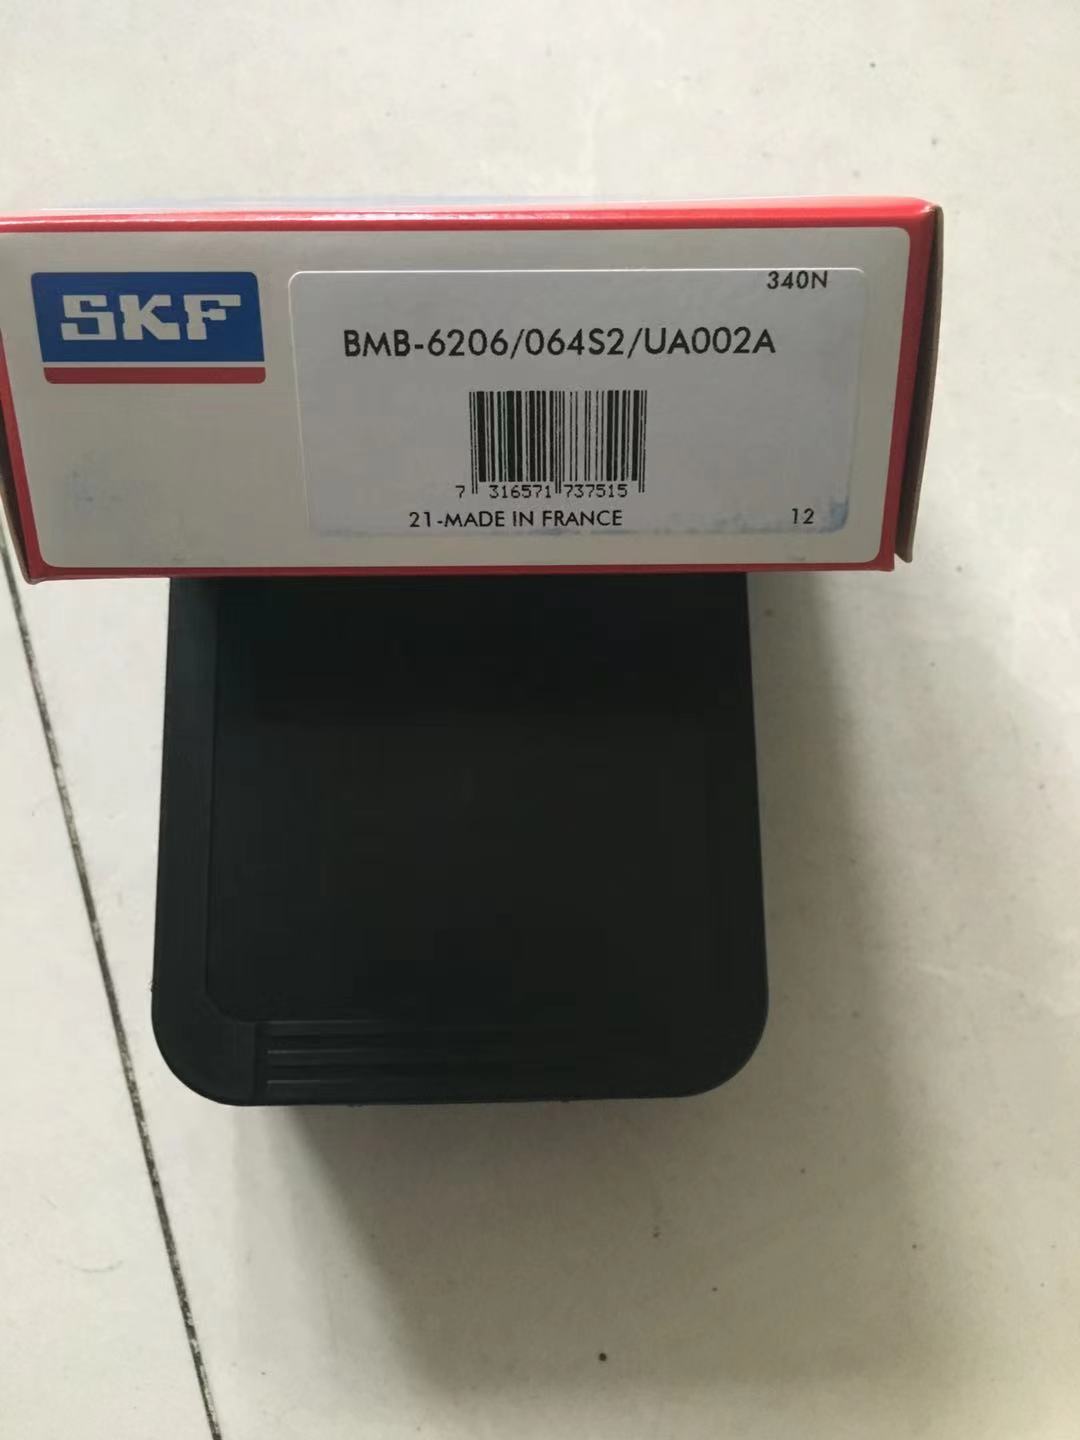 SKF
340N
BMB-6206/064S2/UA002A
7 316571 737515
21-MADE IN FRANCE
12